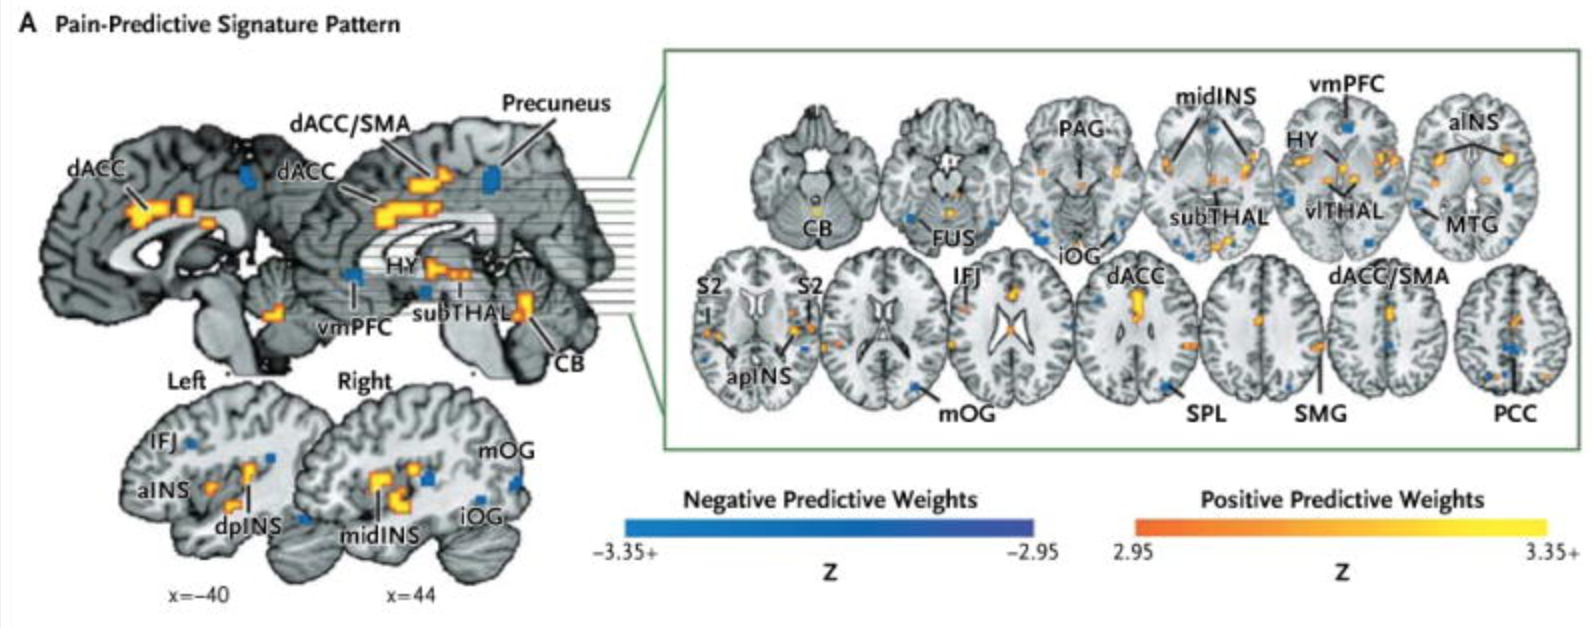 A Pain-Predictive Signature Pattern
Precuneus
dACC/SMA
dACC
dACC
HY
vmPFC
subTHAL
CB
Left
Right
IFJ
aINS
dpINS
midINS
mOG
iOG
x=-40
x=44
midINS
vmPFC
PAG
HY
aINS
CB
FUS
iOG
subTHAL
vlTHAL
MTG
S2
S2
IFJ
dACC
dACC/SMA
apINS
mOG
SPL
SMG
PCC
Negative Predictive Weights
−3.35+
−2.95
Z
Positive Predictive Weights
2.95
3.35+
Z